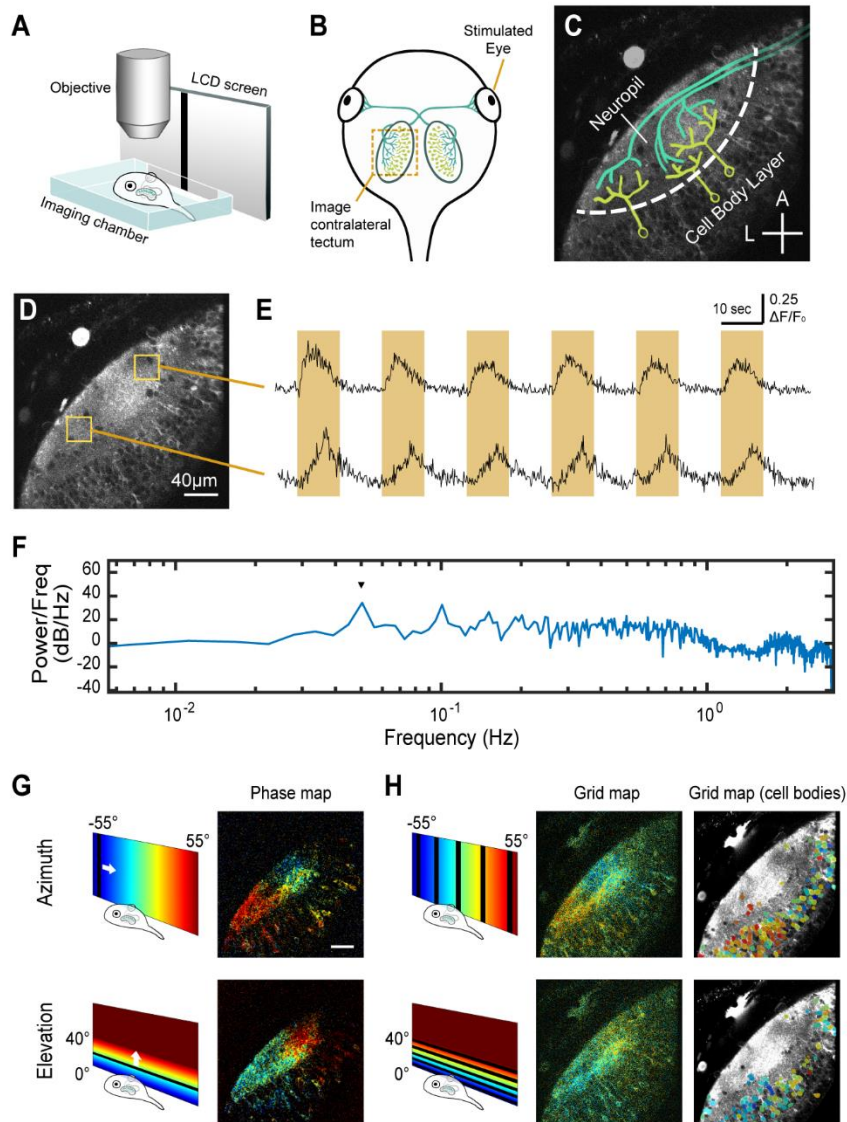 A
Objective
LCD screen
Imaging chamber
B
Stimulated
Eye
Image
contralateral
tectum
C
Neuropil
Cell Body Layer
A
L
D
40μm
E
10 sec
0.25
ΔF/F₀
F
Power/Freq
(dB/Hz)
60
40
20
0
-20
-40
10⁻²
10⁻¹
10⁰
Frequency (Hz)
G
Phase map
-55°
55°
Azimuth
Elevation
40°
0°
H
Grid map
Grid map (cell bodies)
-55°
55°
40°
0°